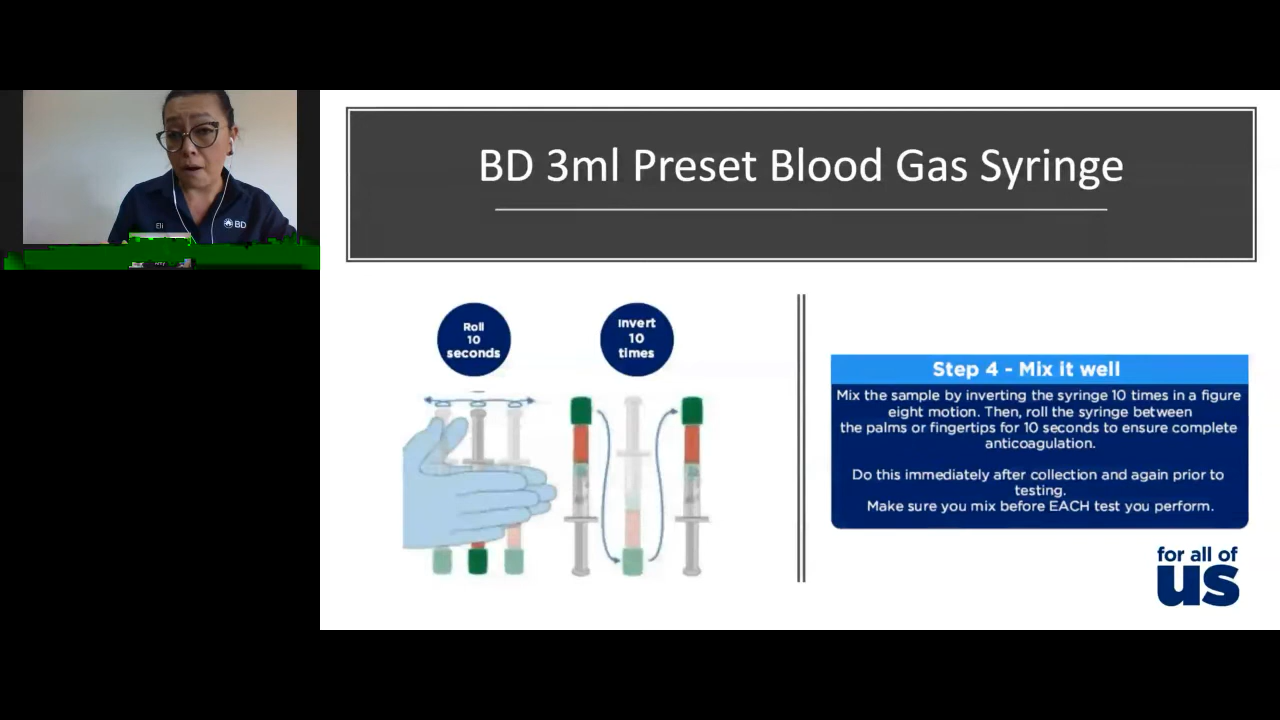 Eli
BD
Amy
BD 3ml Preset Blood Gas Syringe
Roll
10
seconds
Invert
10
times
Step 4 - Mix it well
Mix the sample by inverting the syringe 10 times in a figure
eight motion. Then, roll the syringe between
the palms or fingertips for 10 seconds to ensure complete
anticoagulation.
Do this immediately after collection and again prior to
testing.
Make sure you mix before EACH test you perform.
for all of
us